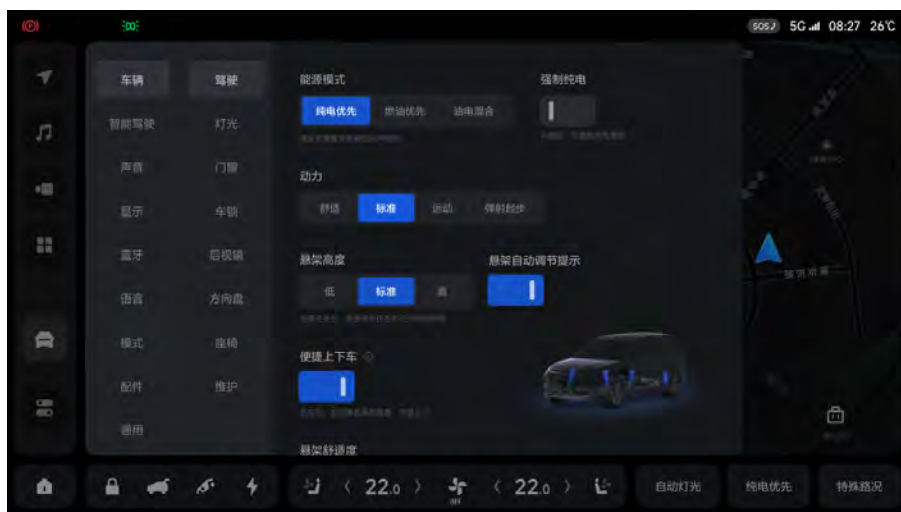 SOS 5G 08:27 26℃
车辆 驾驶
智能驾驶 灯光
声音 门窗
显示 车锁
蓝牙 后视镜
语言 方向盘
模式 座椅
配件 维护
通用
能源模式 强制纯电
纯电优先 燃油优先 油电混合
动力
舒适 标准 运动 弹射起步
悬架高度 悬架自动调节提示
低 标准 高
便捷上下车
悬架舒适度
22.0 OFF 22.0 自动灯光 纯电优先 特殊路况